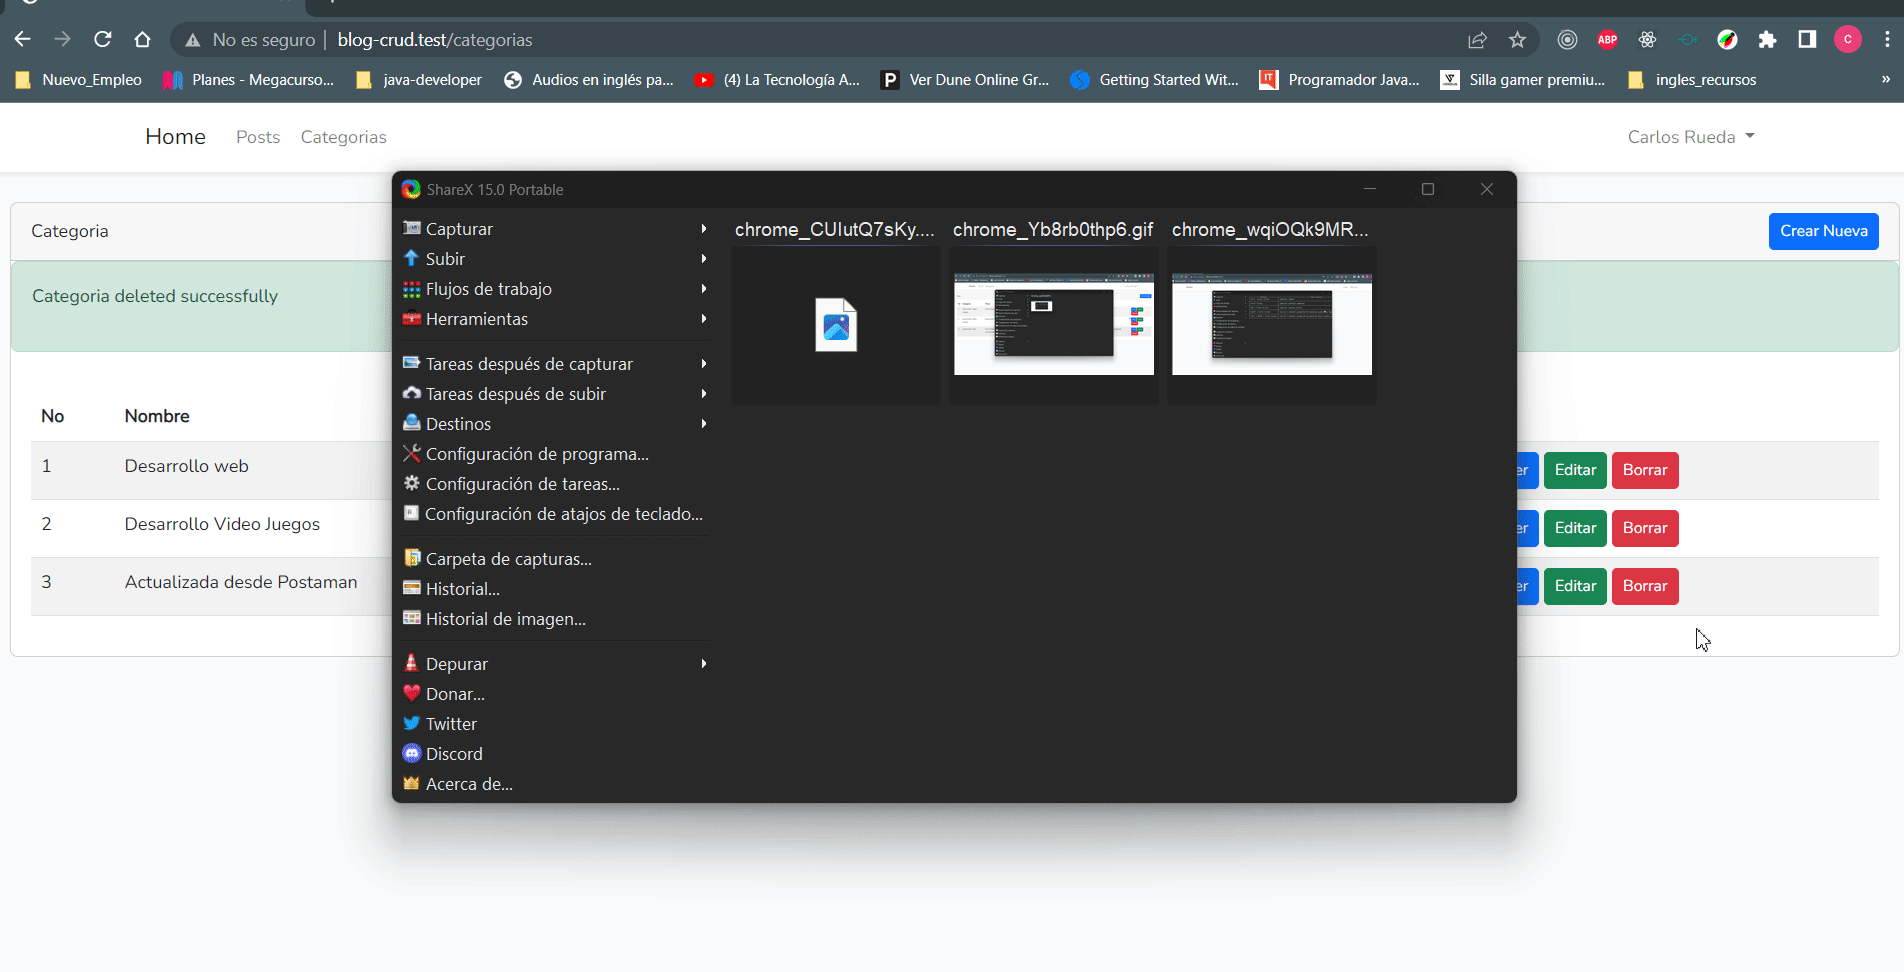 No es seguro | blog-crud.test/categorias
ABP
C
Nuevo_Empleo Planes - Megacurso... java-developer Audios en inglés pa... (4) La Tecnología A... P Ver Dune Online Gr... Getting Started Wit... IT Programador Java... Silla gamer premiu... ingles_recursos »
Home Posts Categorias Carlos Rueda
ShareX 15.0 Portable
Categoria
Crear Nueva
Categoria deleted successfully
No Nombre
1 Desarrollo web
er Editar Borrar
2 Desarrollo Video Juegos
er Editar Borrar
3 Actualizada desde Postaman
er Editar Borrar
Capturar
Subir
Flujos de trabajo
Herramientas
Tareas después de capturar
Tareas después de subir
Destinos
Configuración de programa...
Configuración de tareas...
Configuración de atajos de teclado...
Carpeta de capturas...
Historial...
Historial de imagen...
Depurar
Donar...
Twitter
Discord
Acerca de...
chrome_CUIutQ7sKy.... chrome_Yb8rb0thp6.gif chrome_wqiOQk9MR...